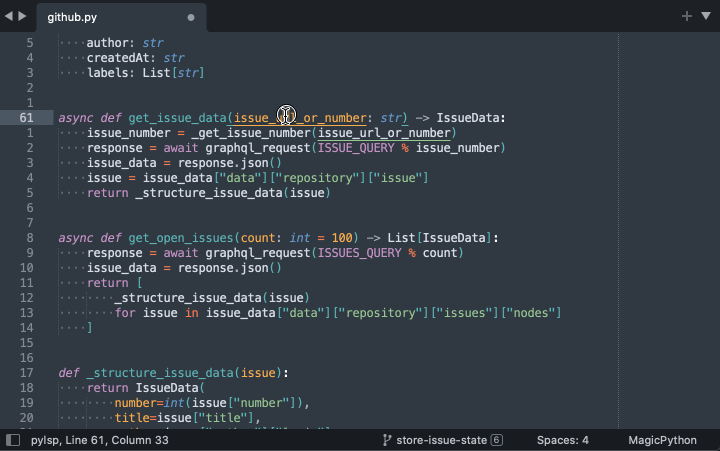 github.py
5 ····author: str
4 ····createdAt: str
3 ····labels: List[str]
2
1
61 async def get_issue_data(issue_url_or_number: str) -> IssueData:
1 ····issue_number = _get_issue_number(issue_url_or_number)
2 ····response = await graphql_request(ISSUE_QUERY % issue_number)
3 ····issue_data = response.json()
4 ····issue = issue_data["data"]["repository"]["issue"]
5 ····return _structure_issue_data(issue)
6
7
8 async def get_open_issues(count: int = 100) -> List[IssueData]:
9 ····response = await graphql_request(ISSUES_QUERY % count)
10 ····issue_data = response.json()
11 ····return [
12 ········_structure_issue_data(issue)
13 ········for issue in issue_data["data"]["repository"]["issues"]["nodes"]
14 ····]
15
16
17 def _structure_issue_data(issue):
18 ····return IssueData(
19 ········number=int(issue["number"]),
20 ········title=issue["title"],
pylsp, Line 61, Column 33 store-issue-state 6 Spaces: 4 MagicPython